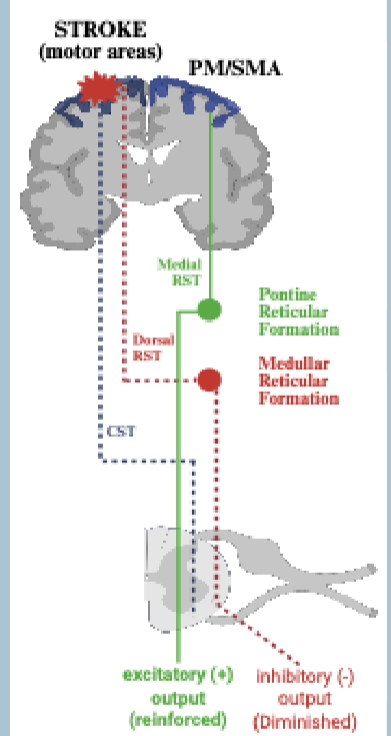 STROKE
(motor areas)
PM/SMA
Medial
RST
Pontine
Reticular
Formation
Dorsal
RST
Medullar
Reticular
Formation
CST
excitatory (+)
output
(reinforced)
inhibitory (-)
output
(Diminished)